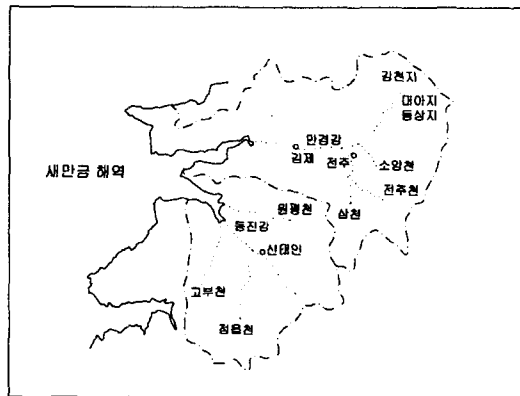 김천지
대아지
동상지
만경강
김제
전주
소양천
새만금 해역
전주천
삼천
원평천
동진강
신태인
고부천
정읍천